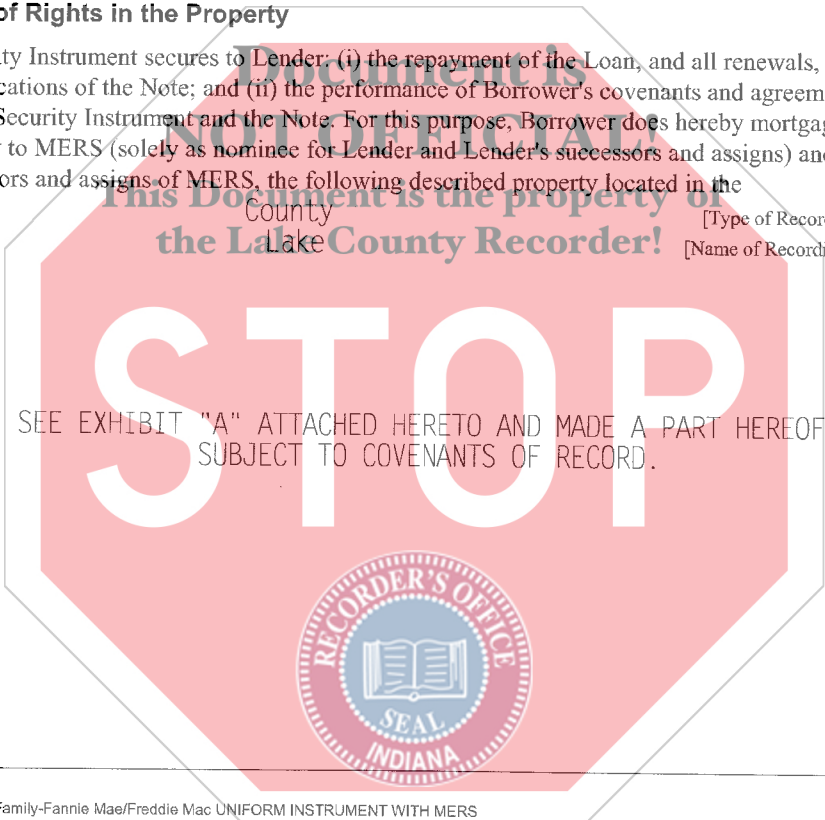 of Rights in the Property
ty Instrument secures to Lender: (i) the repayment of the Loan, and all renewals,
Document is
cations of the Note; and (ii) the performance of Borrower's covenants and agreem
Security Instrument and the Note. For this purpose, Borrower does hereby mortgag
NOT OFFICIAL!
to MERS (solely as nominee for Lender and Lender's successors and assigns) and
ors and assigns of MERS, the following described property located in the
This Document is the property of
County
[Type of Recor
the Lake County Recorder!
Lake
[Name of Recordi
STOP
SEE EXHIBIT "A" ATTACHED HERETO AND MADE A PART HEREOF
SUBJECT TO COVENANTS OF RECORD.
RECORDER'S OFFICE
SEAL
INDIANA
Family-Fannie Mae/Freddie Mac UNIFORM INSTRUMENT WITH MERS